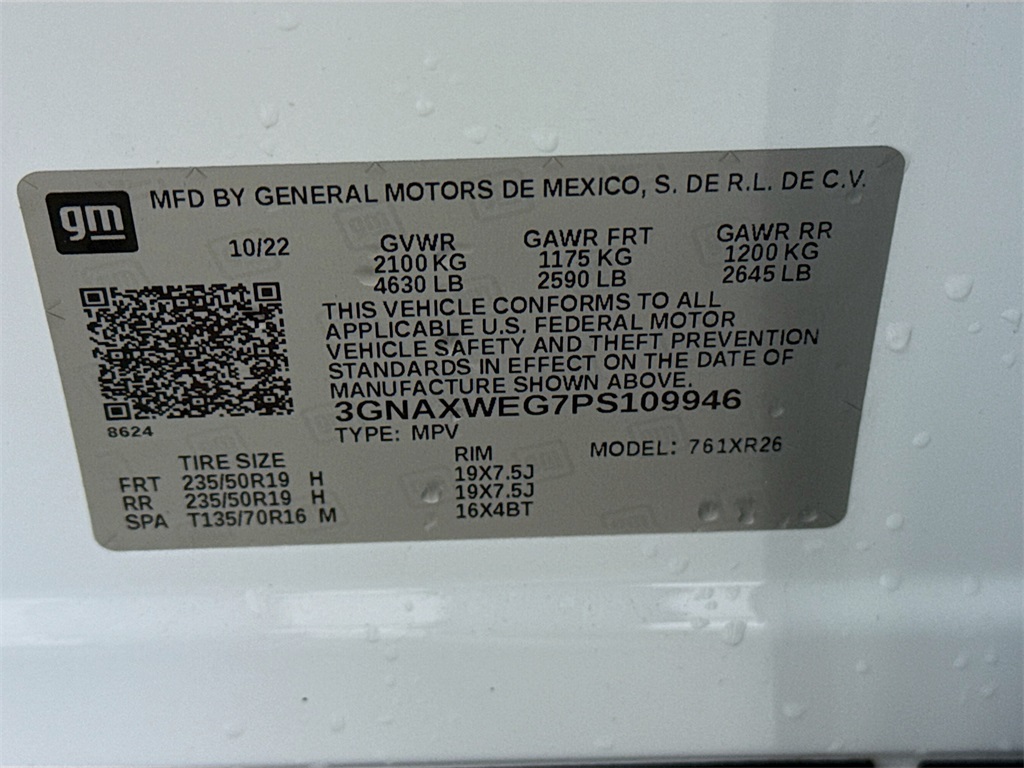 gm
MFD BY GENERAL MOTORS DE MEXICO, S. DE R.L. DE C.V.
10/22 GVWR GAWR FRT GAWR RR
2100 KG 1175 KG 1200 KG
4630 LB 2590 LB 2645 LB
THIS VEHICLE CONFORMS TO ALL
APPLICABLE U.S. FEDERAL MOTOR
VEHICLE SAFETY AND THEFT PREVENTION
STANDARDS IN EFFECT ON THE DATE OF
MANUFACTURE SHOWN ABOVE.
3GNAXWEG7PS109946
8624
TYPE: MPV MODEL: 761XR26
TIRE SIZE RIM
FRT 235/50R19 H 19X7.5J
RR 235/50R19 H 19X7.5J
SPA T135/70R16 M 16X4BT